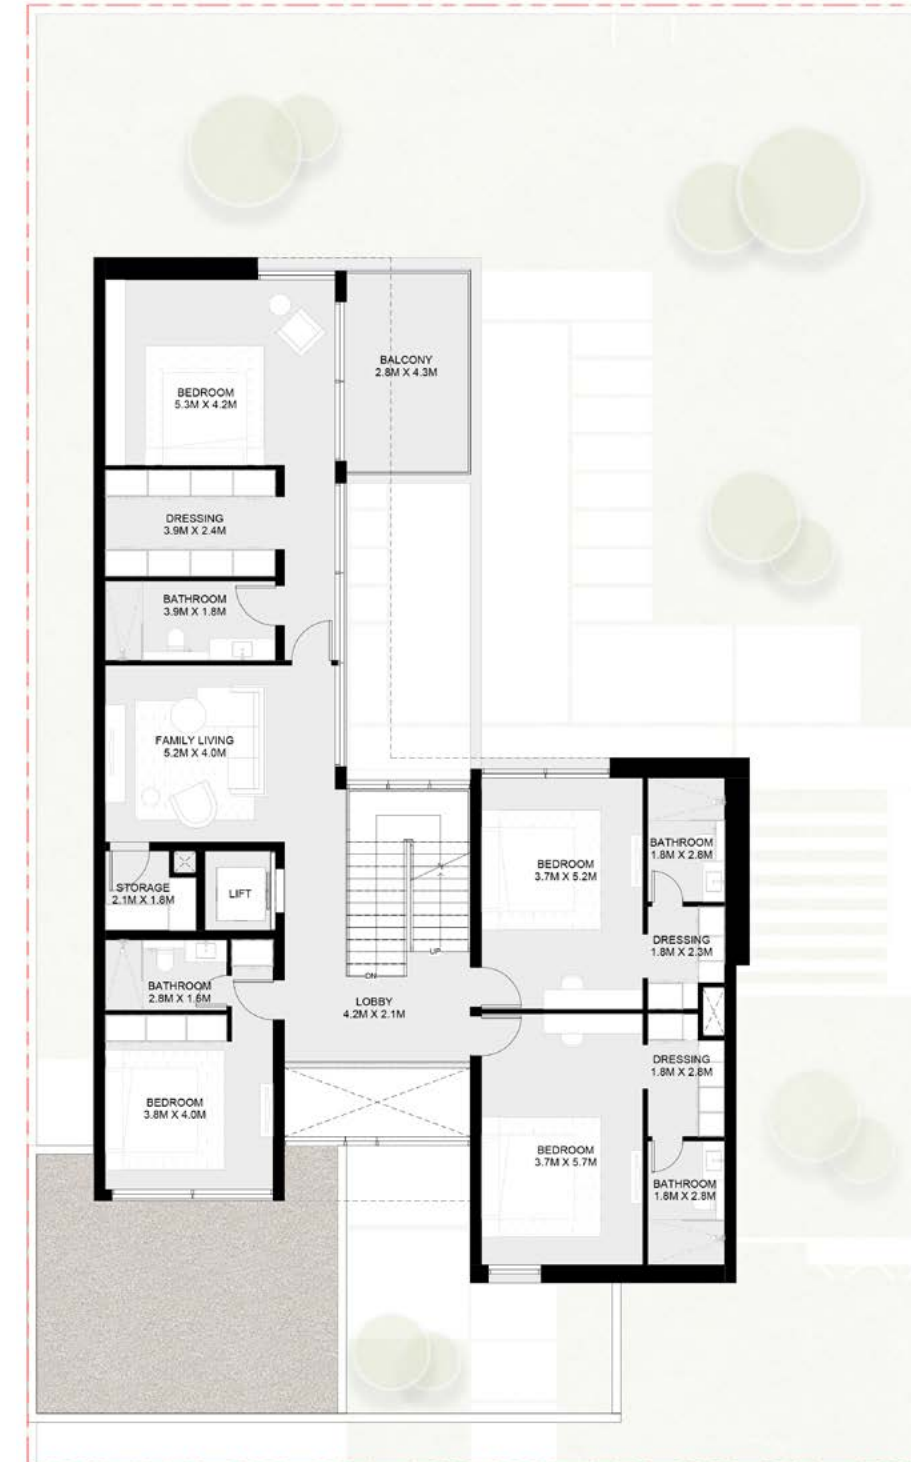 BALCONY
2.8M X 4.3M
BEDROOM
5.3M X 4.2M
DRESSING
3.9M X 2.4M
BATHROOM
3.9M X 1.8M
FAMILY LIVING
5.2M X 4.0M
BEDROOM
3.7M X 5.2M
BATHROOM
1.8M X 2.8M
STORAGE
2.1M X 1.8M
LIFT
DRESSING
1.8M X 2.3M
UP
DN
BATHROOM
2.8M X 1.6M
LOBBY
4.2M X 2.1M
DRESSING
1.8M X 2.8M
BEDROOM
3.8M X 4.0M
BEDROOM
3.7M X 5.7M
BATHROOM
1.8M X 2.8M